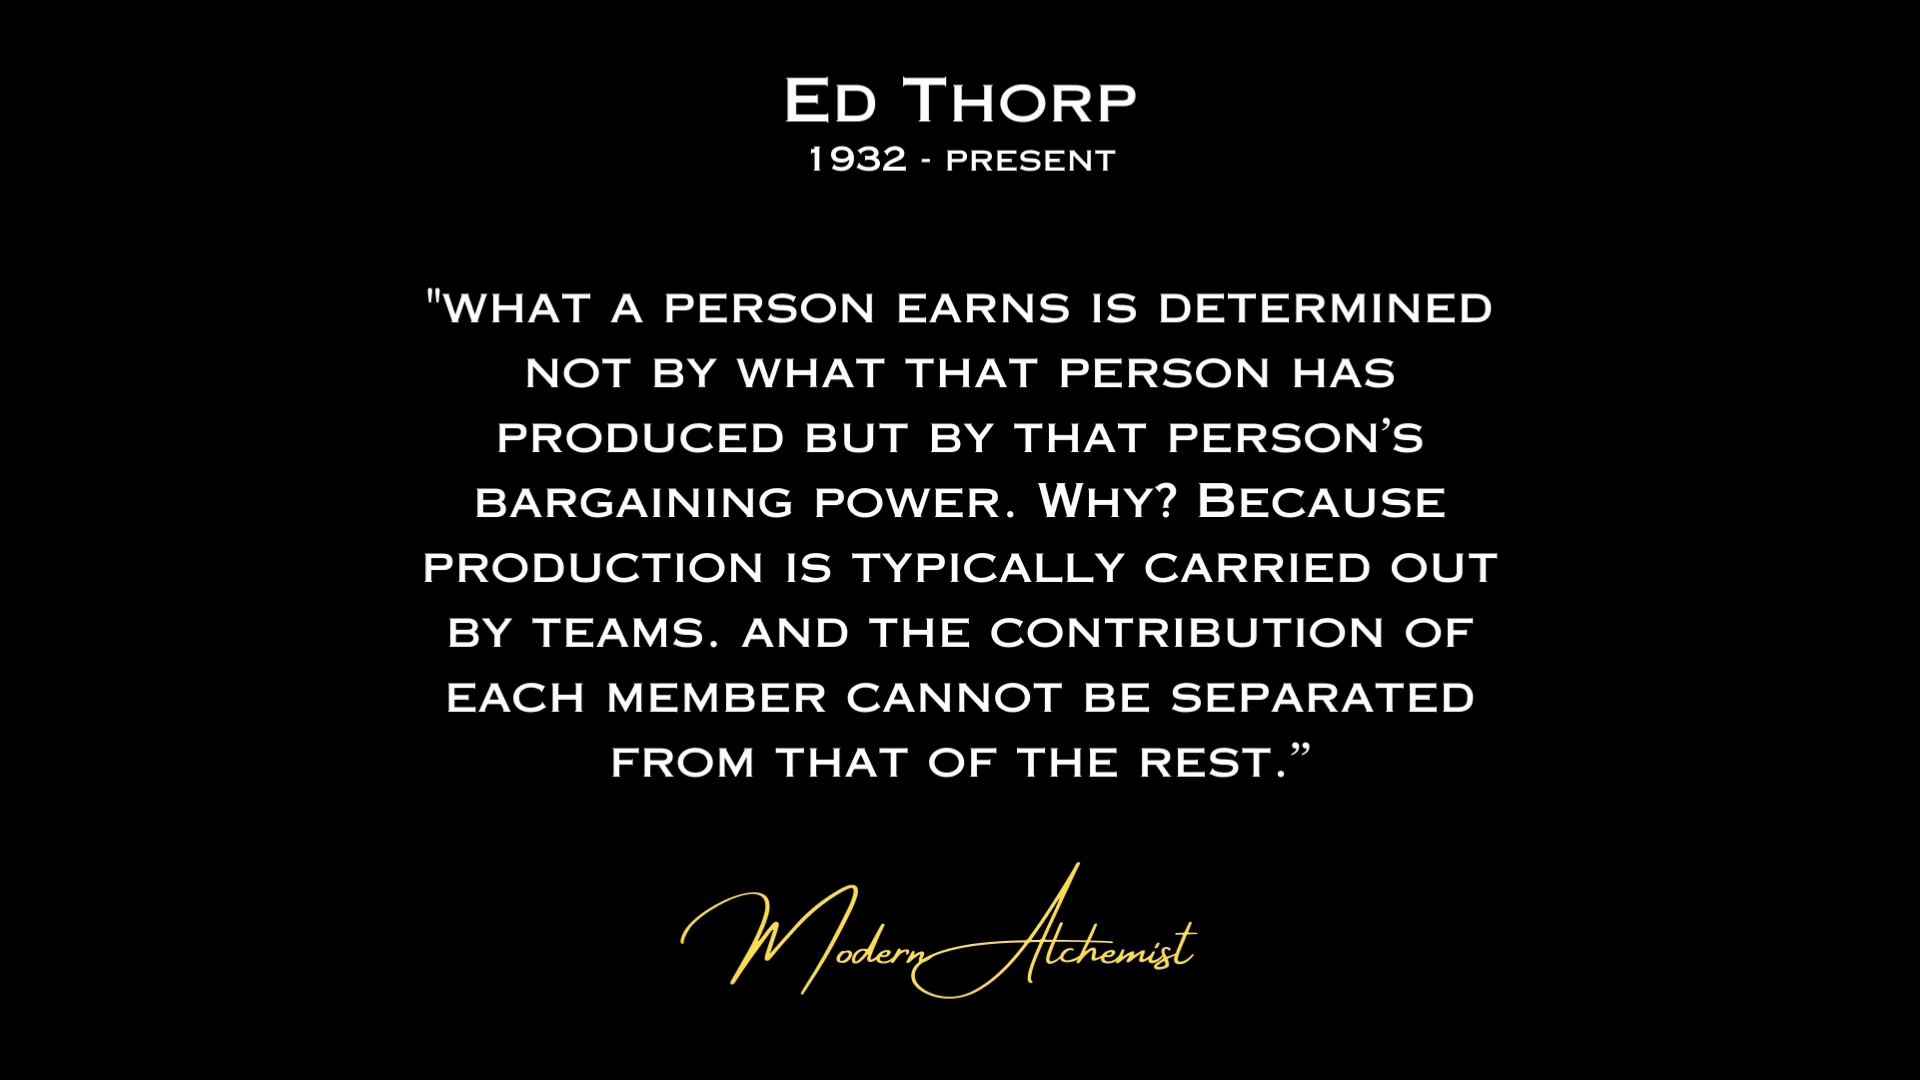 Ed Thorp
1932 - present
"what a person earns is determined
not by what that person has
produced but by that person’s
bargaining power. Why? Because
production is typically carried out
by teams. and the contribution of
each member cannot be separated
from that of the rest.”
Modern Alchemist